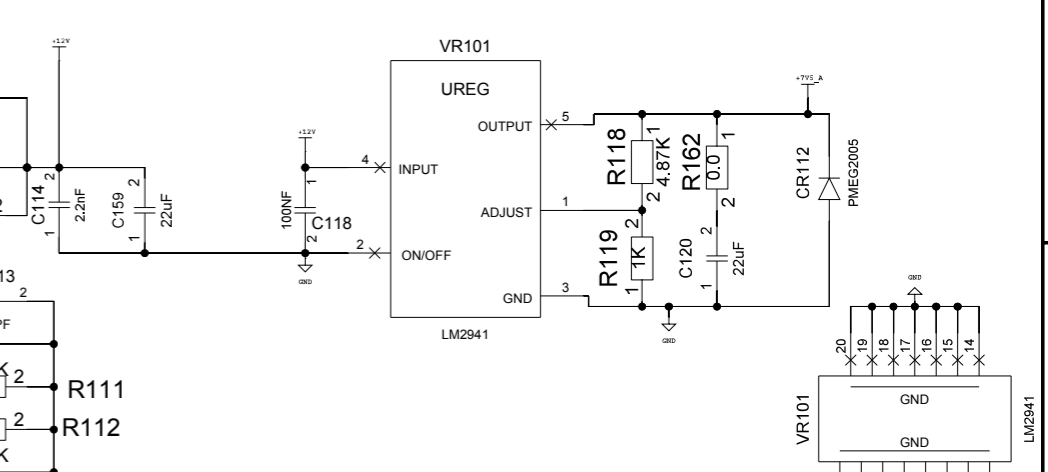 +12V
VR101
UREG
OUTPUT
5
+7V5_A
1
R118
4.87K
2
1
R162
0.0
2
CR112
PMEG2005
+12V
4
INPUT
2
C114
2.2nF
1
2
C159
22uF
1
1
100NF
C118
2
GND
ADJUST
1
2
R119
1K
1
2
C120
22uF
1
2
ON/OFF
GND
3
GND
LM2941
13
2
PF
K
2
R111
2
R112
K
GND
20
19
18
17
16
15
14
VR101
GND
GND
LM2941